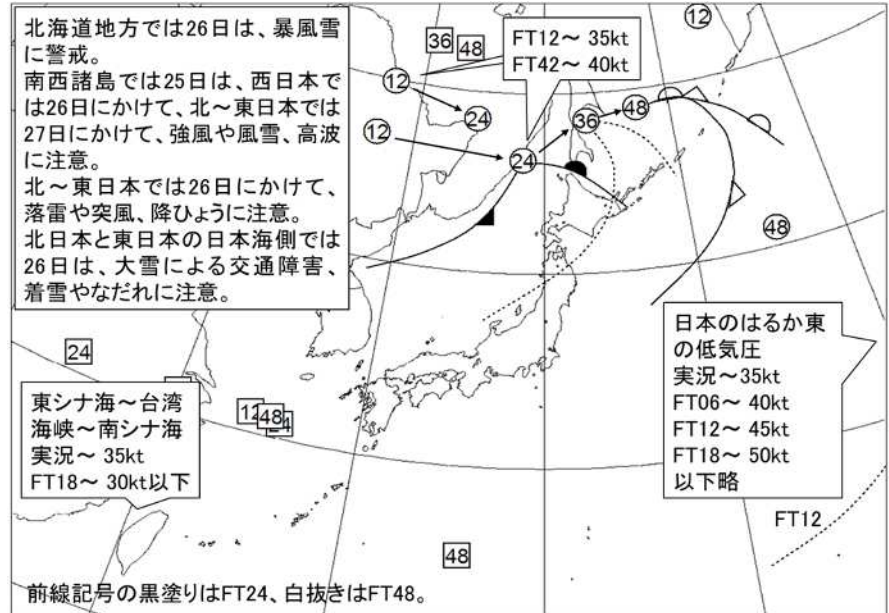 北海道地方では26日は、暴風雪
に警戒。
南西諸島では25日は、西日本で
は26日にかけて、北～東日本では
27日にかけて、強風や風雪、高波
に注意。
北～東日本では26日にかけて、
落雷や突風、降ひょうに注意。
北日本と東日本の日本海側では
26日は、大雪による交通障害、
着雪やなだれに注意。
36
48
12
FT12～ 35kt
FT42～ 40kt
12
24
12
24
36
48
48
日本のはるか東
の低気圧
実況～35kt
FT06～ 40kt
FT12～ 45kt
FT18～ 50kt
以下略
24
東シナ海～台湾
海峡～南シナ海
実況～ 35kt
FT18～ 30kt以下
12
48
24
FT12
48
前線記号の黒塗りはFT24、白抜きはFT48。